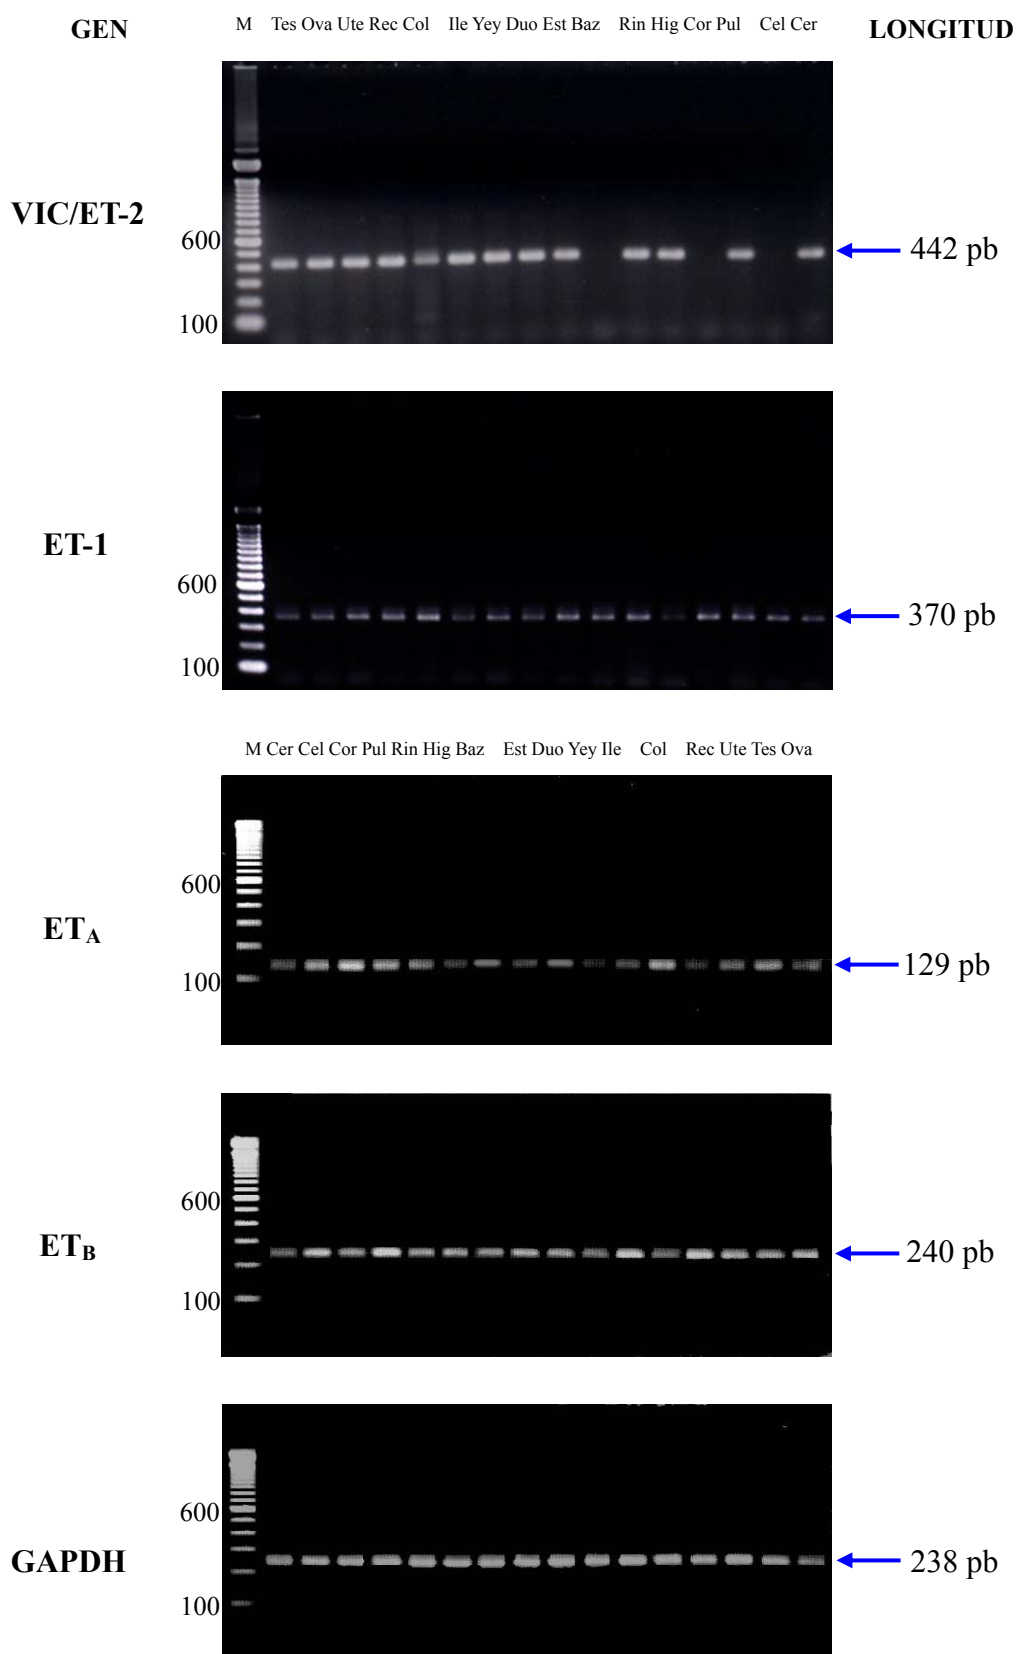 GEN M Tes Ova Ute Rec Col Ile Yey Duo Est Baz Rin Hig Cor Pul Cel Cer LONGITUD
VIC/ET-2
600
442 pb
100
ET-1
600
370 pb
100
M Cer Cel Cor Pul Rin Hig Baz Est Duo Yey Ile Col Rec Ute Tes Ova
600
ETA
129 pb
100
600
ETB
240 pb
100
600
GAPDH
238 pb
100